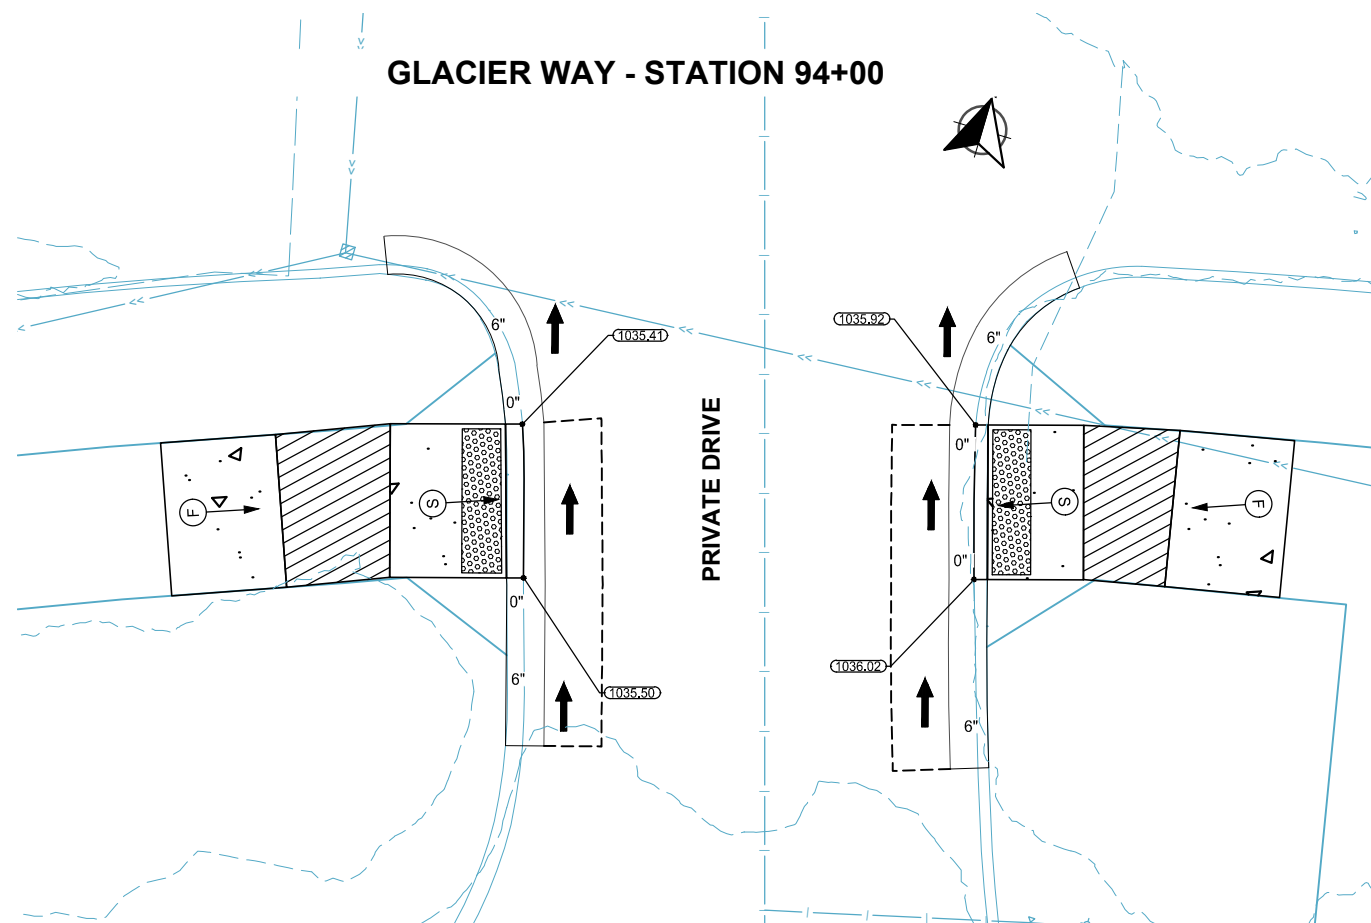 GLACIER WAY - STATION 94+00
6"
1035.41
1035.92
6"
0"
0"
PRIVATE DRIVE
F
S
S
F
0"
0"
1036.02
1035.50
6"
6"